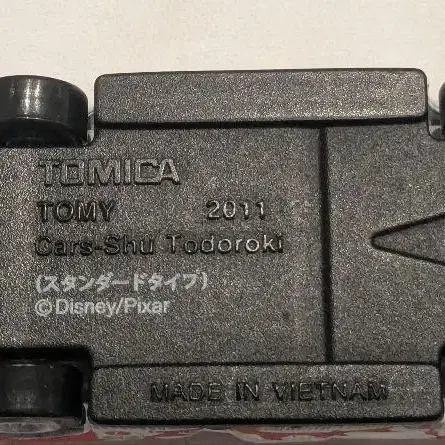 TOMICA
TOMY 2011
Cars-Shu Todoroki
(スタンダードタイプ)
©Disney/Pixar
MADE IN VIETNAM